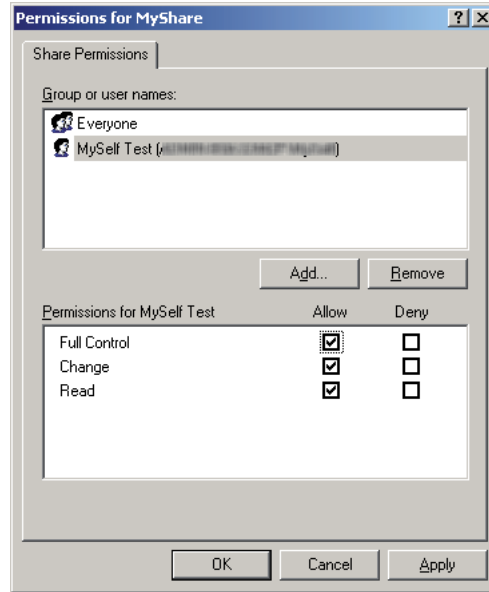 Permissions for MyShare
Share Permissions
Group or user names:
Everyone
MySelf Test (
Add... Remove
Permissions for MySelf Test Allow Deny
Full Control
Change
Read
OK Cancel Apply